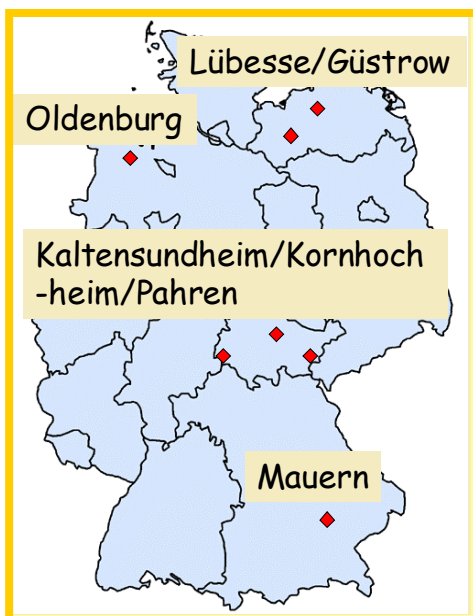 Lübesse/Güstrow
Oldenburg
Kaltensundheim/Kornhoch
-heim/Pahren
Mauern